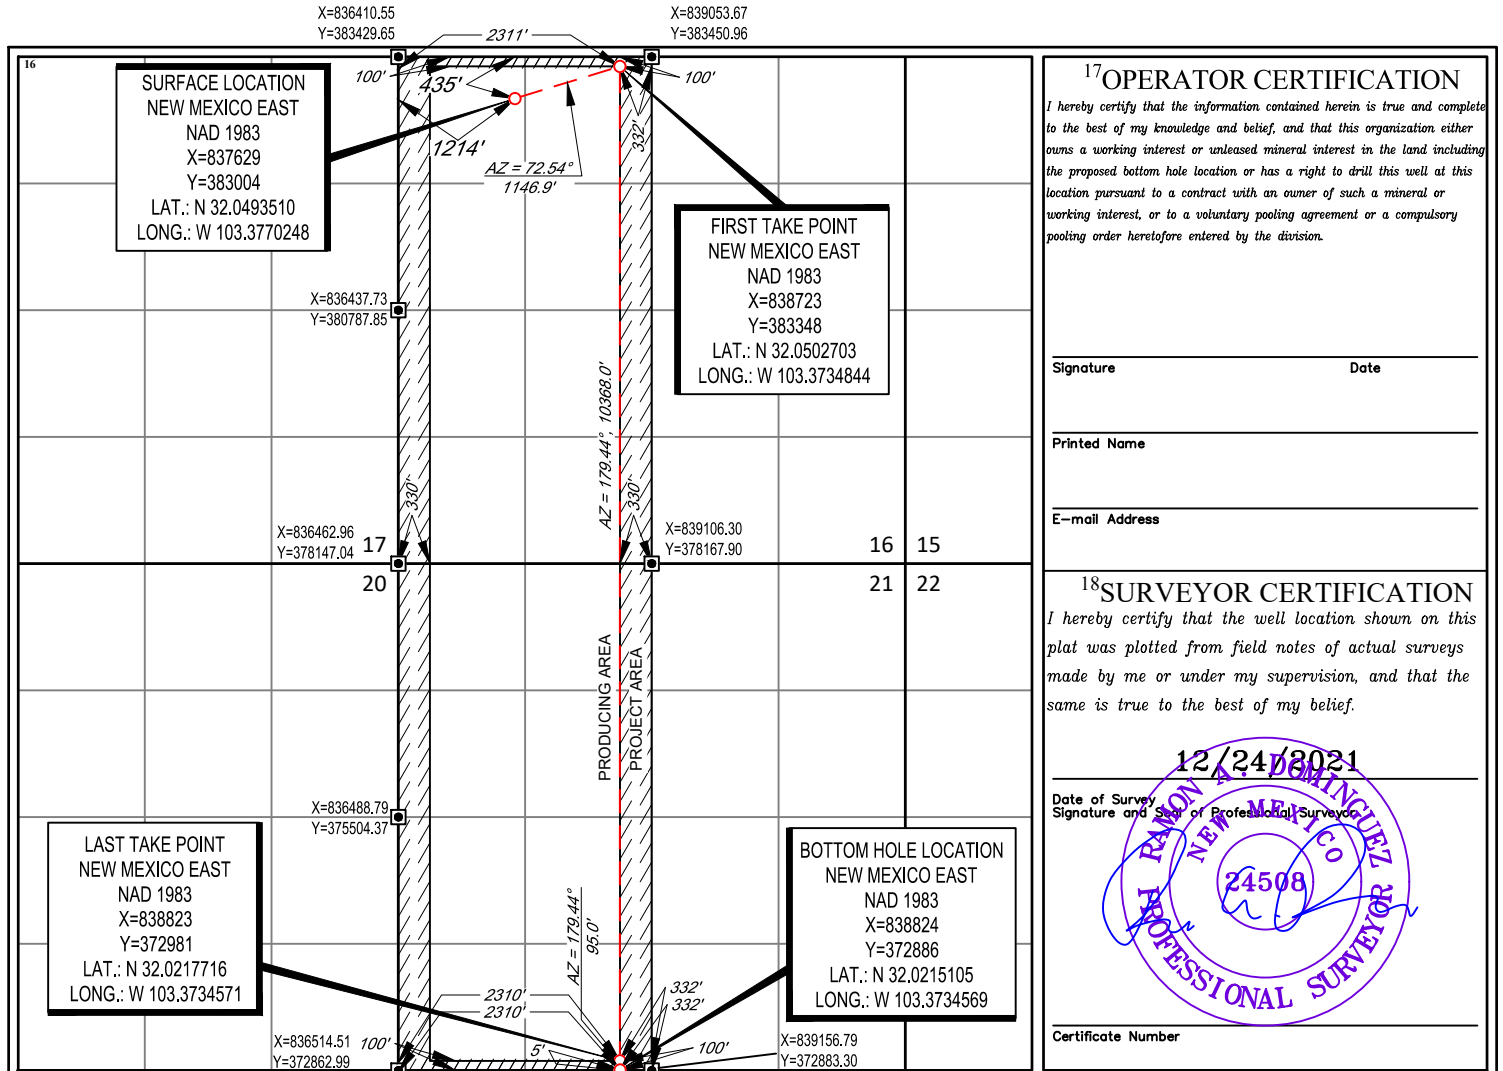 X=836410.55
Y=383429.65
X=839053.67
Y=383450.96
16
2311'
100'
435'
100'
1214'
332'
AZ = 72.54°
1146.9'
SURFACE LOCATION
NEW MEXICO EAST
NAD 1983
X=837629
Y=383004
LAT.: N 32.0493510
LONG.: W 103.3770248
FIRST TAKE POINT
NEW MEXICO EAST
NAD 1983
X=838723
Y=383348
LAT.: N 32.0502703
LONG.: W 103.3734844
X=836437.73
Y=380787.85
AZ = 179.44°, 10368.0'
330'
330'
X=836462.96
Y=378147.04
X=839106.30
Y=378167.90
17
16
15
20
21
22
PRODUCING AREA
PROJECT AREA
X=836488.79
Y=375504.37
LAST TAKE POINT
NEW MEXICO EAST
NAD 1983
X=838823
Y=372981
LAT.: N 32.0217716
LONG.: W 103.3734571
AZ = 179.44°
95.0'
BOTTOM HOLE LOCATION
NEW MEXICO EAST
NAD 1983
X=838824
Y=372886
LAT.: N 32.0215105
LONG.: W 103.3734569
2310'
2310'
332'
332'
100'
5'
100'
X=836514.51
Y=372862.99
X=839156.79
Y=372883.30
17OPERATOR CERTIFICATION
I hereby certify that the information contained herein is true and complete
to the best of my knowledge and belief, and that this organization either
owns a working interest or unleased mineral interest in the land including
the proposed bottom hole location or has a right to drill this well at this
location pursuant to a contract with an owner of such a mineral or
working interest, or to a voluntary pooling agreement or a compulsory
pooling order heretofore entered by the division.
Signature Date
Printed Name
E-mail Address
18SURVEYOR CERTIFICATION
I hereby certify that the well location shown on this
plat was plotted from field notes of actual surveys
made by me or under my supervision, and that the
same is true to the best of my belief.
12/24/2021
Date of Survey
Signature and Seal of Professional Surveyor
RAMON A. DOMINGUEZ
NEW MEXICO
24508
PROFESSIONAL SURVEYOR
Certificate Number